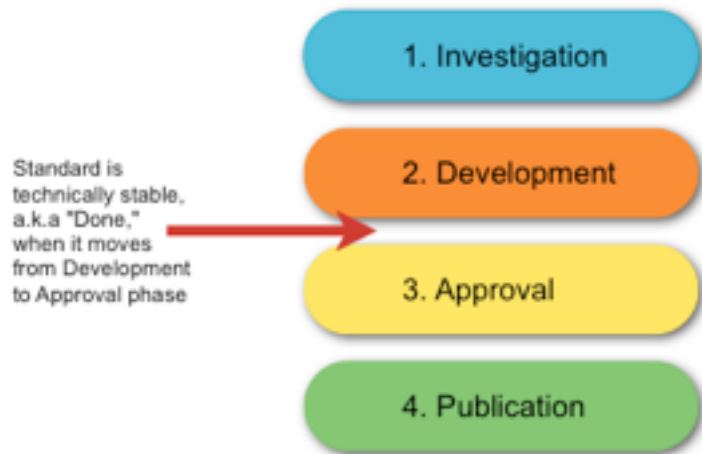 1. Investigation
2. Development
Standard is
technically stable,
a.k.a "Done,"
when it moves
from Development
to Approval phase
3. Approval
4. Publication